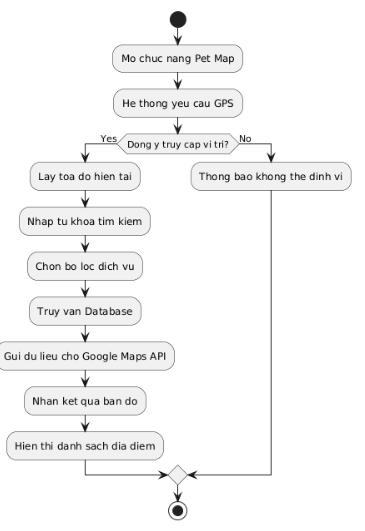 Mo chuc nang Pet Map
He thong yeu cau GPS
Yes
Dong y truy cap vi tri?
No
Lay toa do hien tai
Thong bao khong the dinh vi
Nhap tu khoa tim kiem
Chon bo loc dich vu
Truy van Database
Gui du lieu cho Google Maps API
Nhan ket qua ban do
Hien thi danh sach dia diem